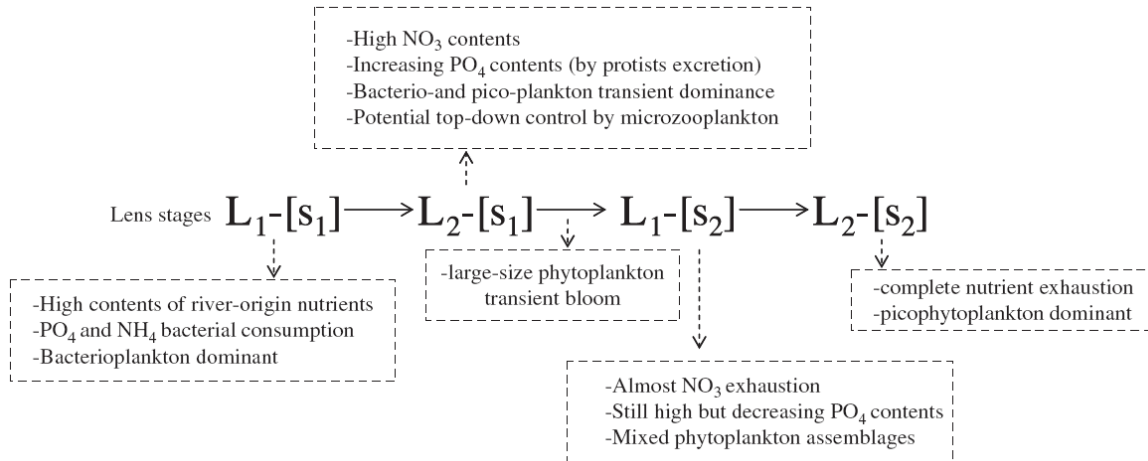 -High NO₃ contents
-Increasing PO₄ contents (by protists excretion)
-Bacterio-and pico-plankton transient dominance
-Potential top-down control by microzooplankton
Lens stages L₁-[s₁] L₂-[s₁] L₁-[s₂] L₂-[s₂]
-High contents of river-origin nutrients
-PO₄ and NH₄ bacterial consumption
-Bacterioplankton dominant
-large-size phytoplankton
transient bloom
-Almost NO₃ exhaustion
-Still high but decreasing PO₄ contents
-Mixed phytoplankton assemblages
-complete nutrient exhaustion
-picophytoplankton dominant